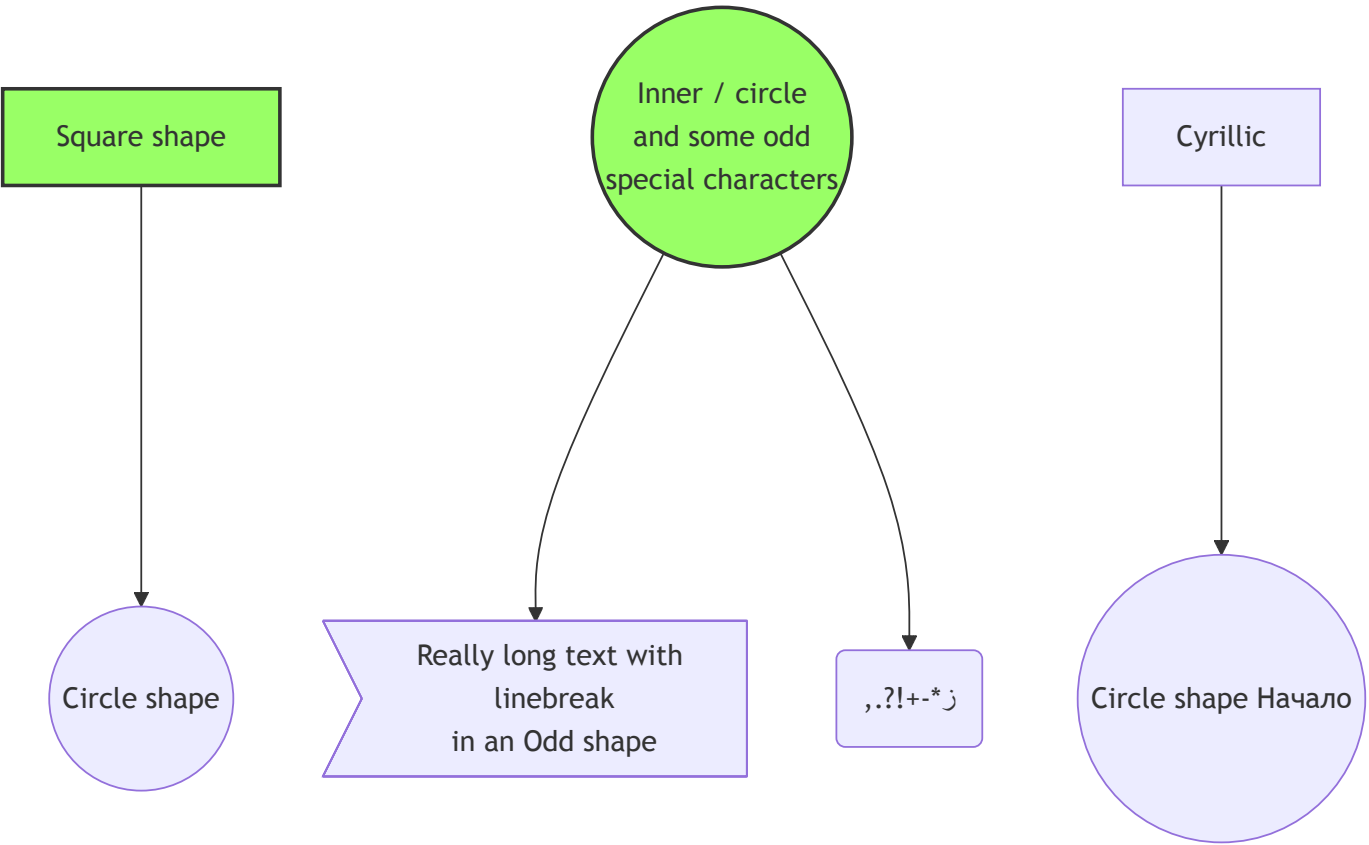 Square shape
Inner / circle
and some odd
special characters
Cyrillic
Circle shape
Really long text with
linebreak
in an Odd shape
,.?!+-*ز
Circle shape Начало